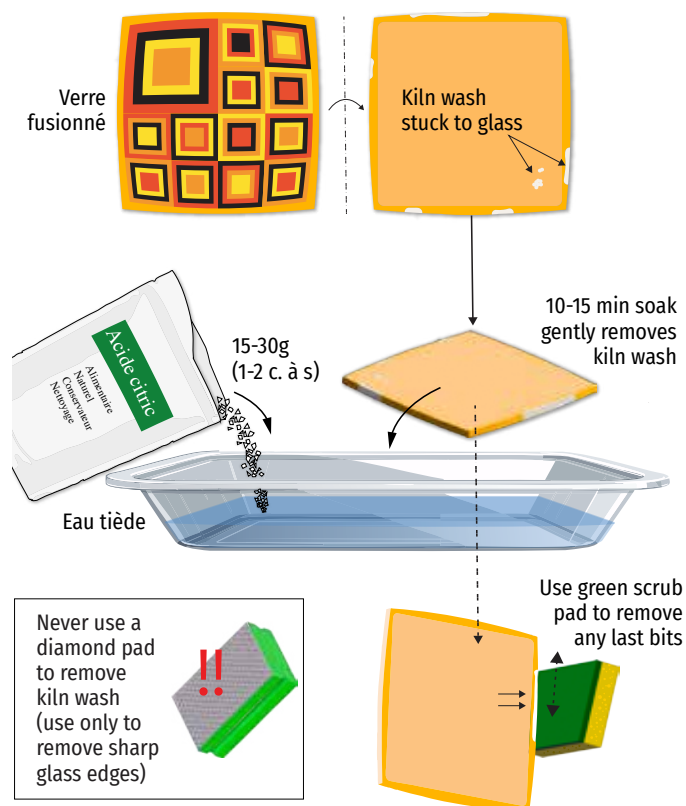 Verre
fusionné
Kiln wash
stuck to glass
10-15 min soak
gently removes
kiln wash
15-30g
(1-2 c. à s)
Acide citric
Alimentaire
Naturel
Conservateur
Nettoyage
Eau tiède
Use green scrub
pad to remove
any last bits
Never use a
diamond pad
to remove
kiln wash
(use only to
remove sharp
glass edges)
!!